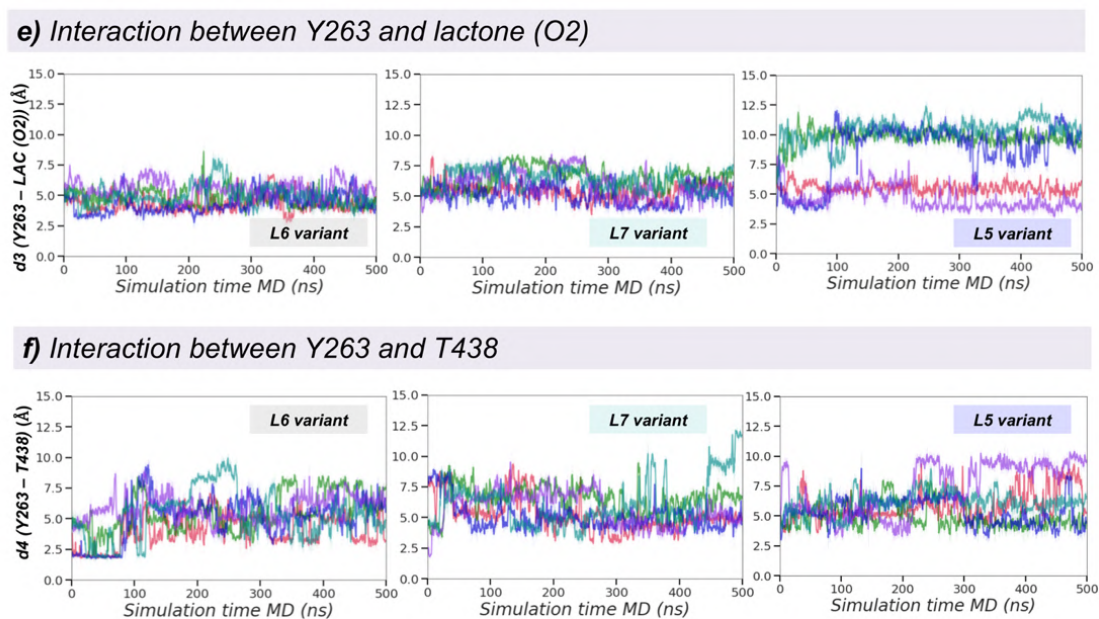 e) Interaction between Y263 and lactone (O2)
d3 (Y263 – LAC (O2)) (Å)
15.0
12.5
10.0
7.5
5.0
2.5
0.0
L6 variant
0 100 200 300 400 500
Simulation time MD (ns)
15.0
12.5
10.0
7.5
5.0
2.5
0.0
L7 variant
0 100 200 300 400 500
Simulation time MD (ns)
15.0
12.5
10.0
7.5
5.0
2.5
0.0
L5 variant
0 100 200 300 400 500
Simulation time MD (ns)
f) Interaction between Y263 and T438
d4 (Y263 – T438) (Å)
15.0
12.5
10.0
7.5
5.0
2.5
0.0
L6 variant
0 100 200 300 400 500
Simulation time MD (ns)
15.0
12.5
10.0
7.5
5.0
2.5
0.0
L7 variant
0 100 200 300 400 500
Simulation time MD (ns)
15.0
12.5
10.0
7.5
5.0
2.5
0.0
L5 variant
0 100 200 300 400 500
Simulation time MD (ns)